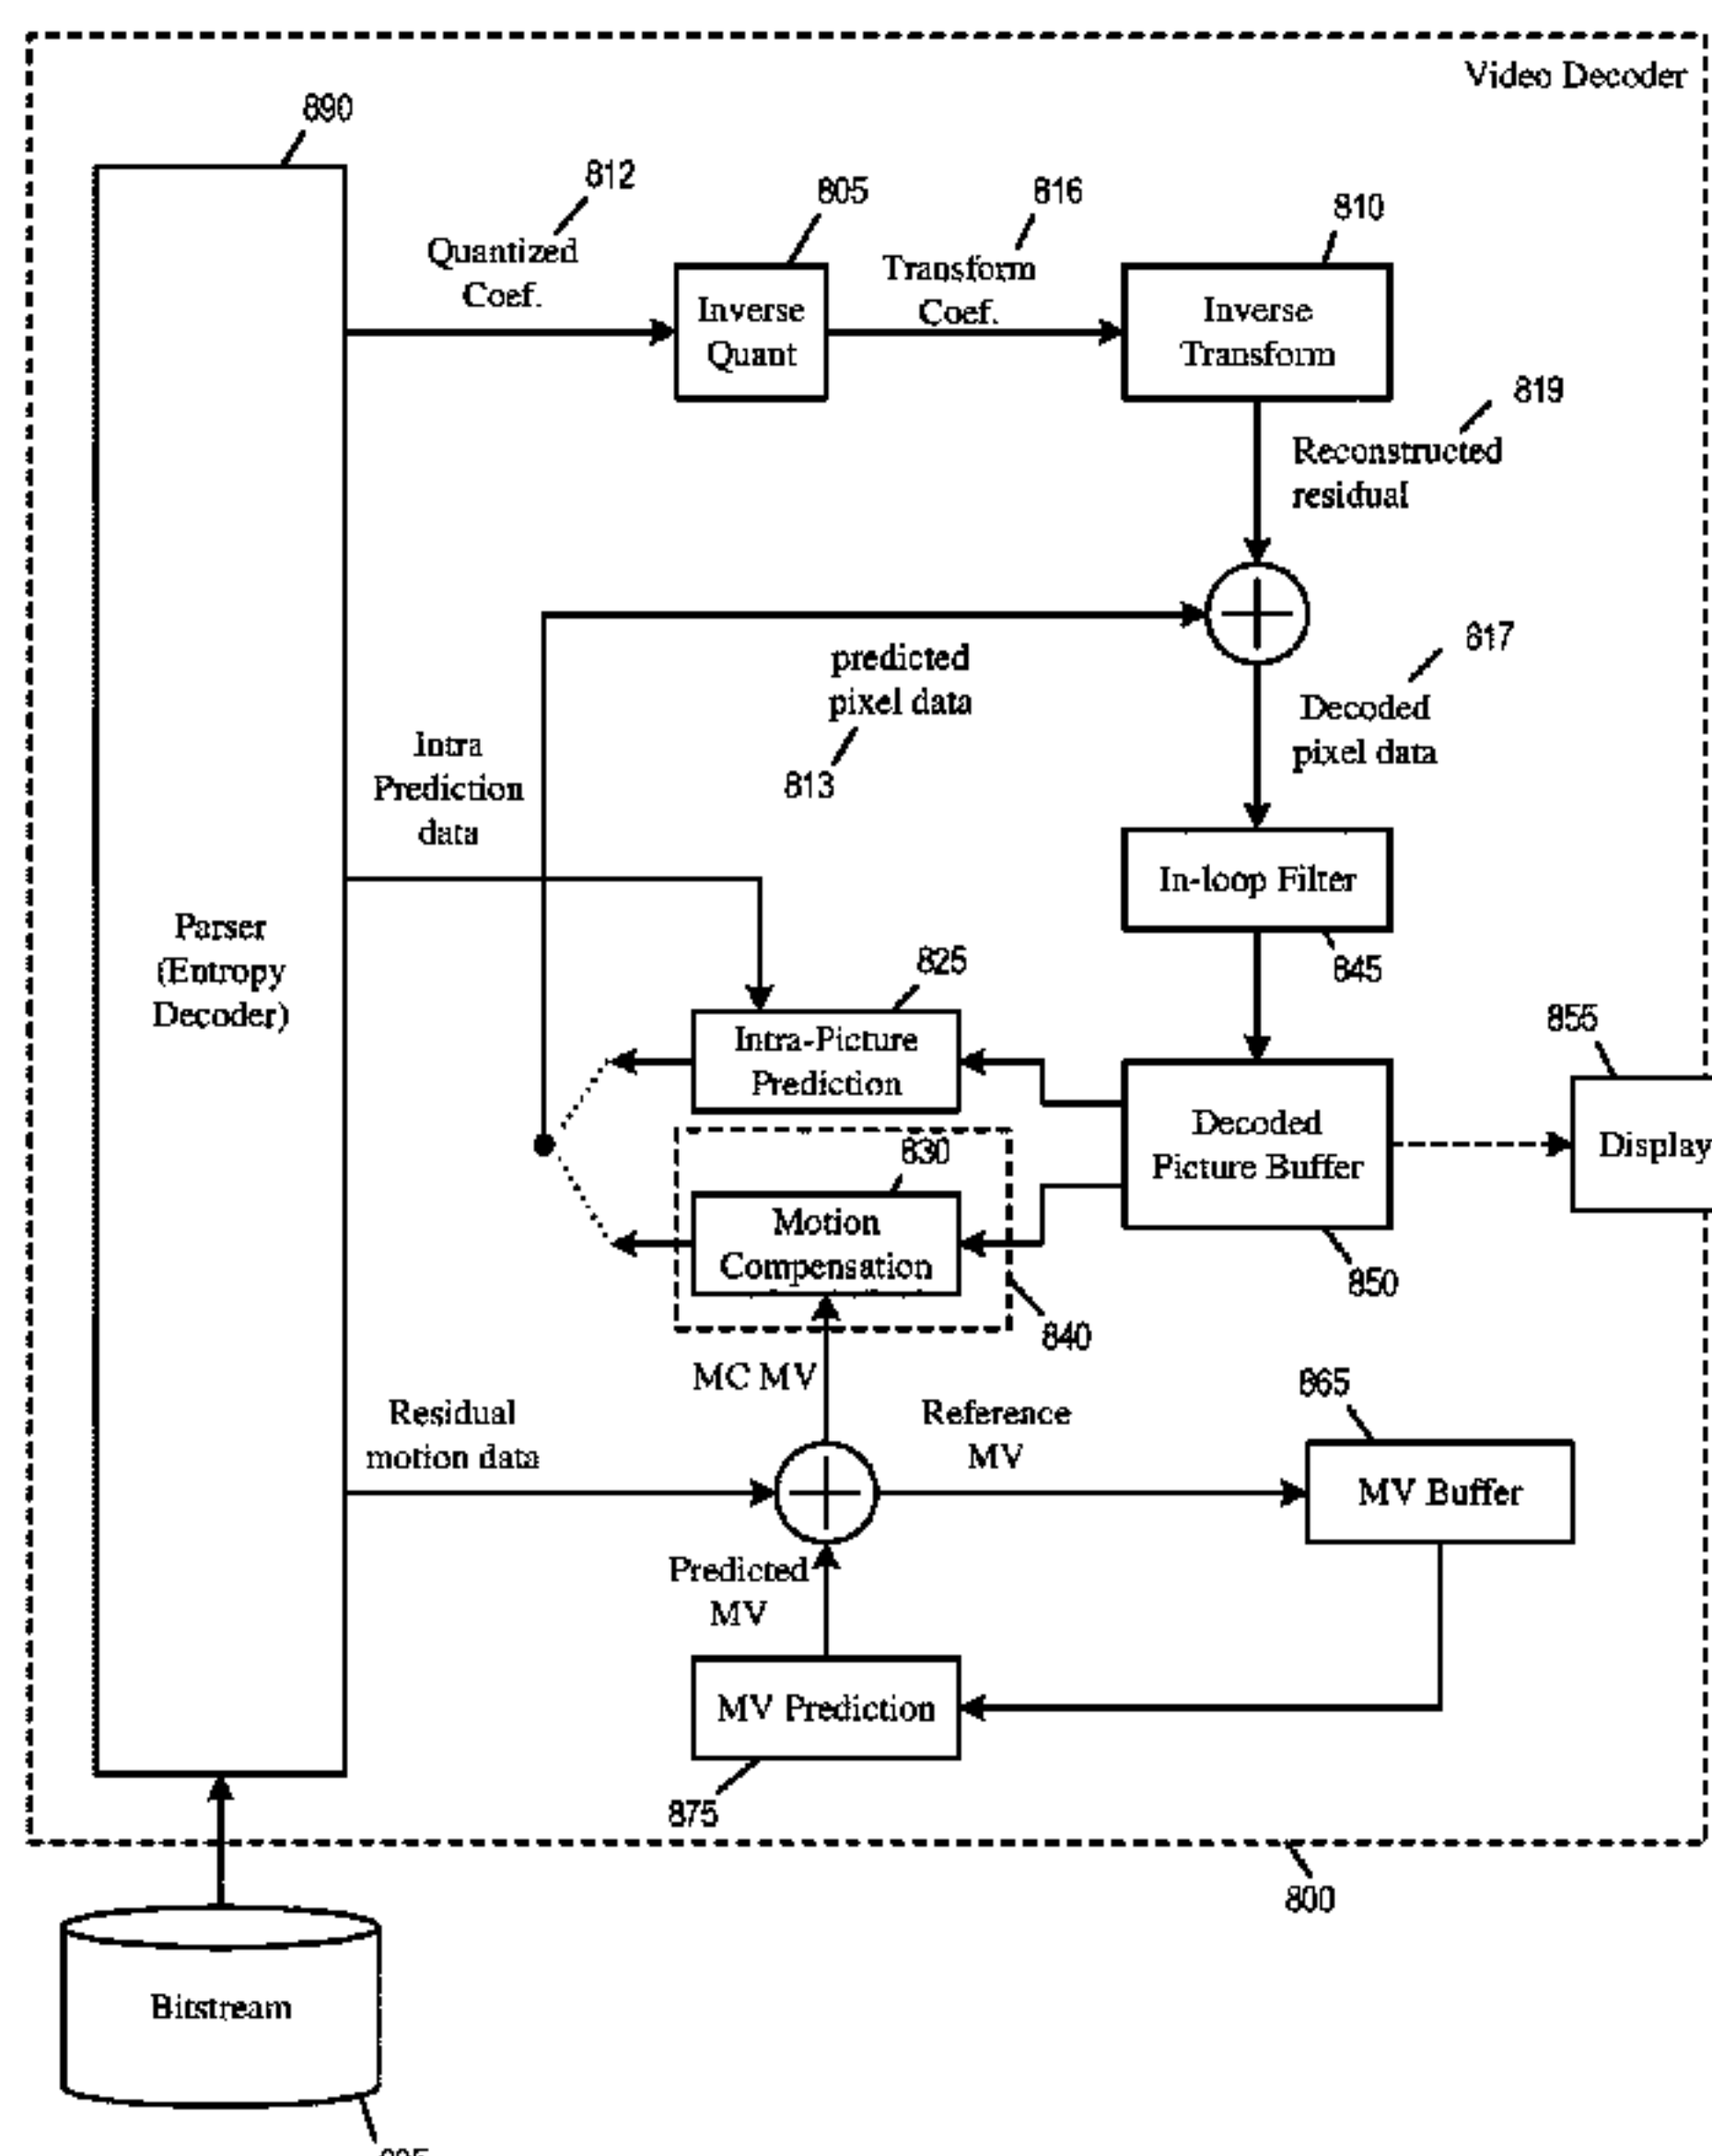 Video Decoder
890
812
805
816
810
Quantized
Coef.
Inverse
Quant
Transform
Coef.
Inverse
Transform
819
Reconstructed
residual
817
predicted
pixel data
813
Decoded
pixel data
Intra
Prediction
data
In-loop Filter
845
Parser
(Entropy
Decoder)
825
Intra-Picture
Prediction
855
Decoded
Picture Buffer
Display
830
Motion
Compensation
850
840
MC MV
865
Residual
motion data
Reference
MV
MV Buffer
Predicted
MV
MV Prediction
875
800
Bitstream